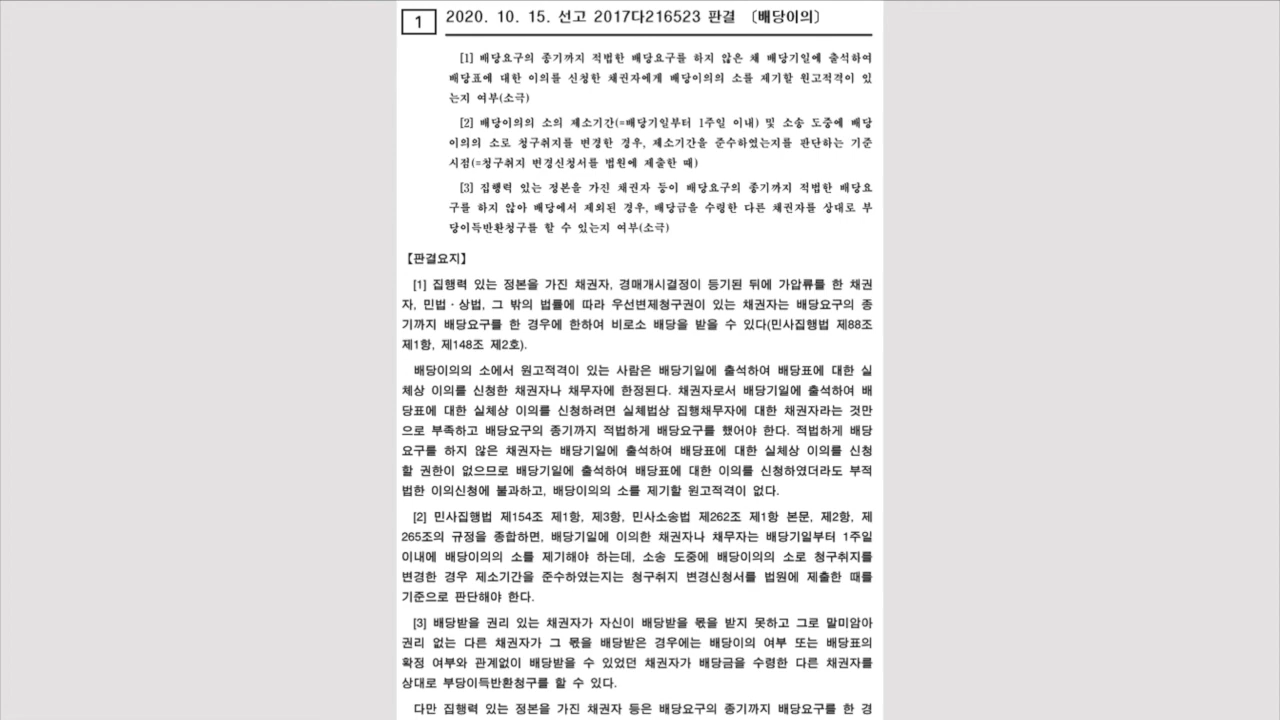 1
2020. 10. 15. 선고 2017다216523 판결 〔배당이의〕
[1] 배당요구의 종기까지 적법한 배당요구를 하지 않은 채 배당기일에 출석하여
배당표에 대한 이의를 신청한 채권자에게 배당이의의 소를 제기할 원고적격이 있
는지 여부(소극)
[2] 배당이의의 소의 제소기간(=배당기일부터 1주일 이내) 및 소송 도중에 배당
이의의 소로 청구취지를 변경한 경우, 제소기간을 준수하였는지를 판단하는 기준
시점(=청구취지 변경신청서를 법원에 제출한 때)
[3] 집행력 있는 정본을 가진 채권자 등이 배당요구의 종기까지 적법한 배당요
구를 하지 않아 배당에서 제외된 경우, 배당금을 수령한 다른 채권자를 상대로 부
당이득반환청구를 할 수 있는지 여부(소극)
【판결요지】
[1] 집행력 있는 정본을 가진 채권자, 경매개시결정이 등기된 뒤에 가압류를 한 채권
자, 민법·상법, 그 밖의 법률에 따라 우선변제청구권이 있는 채권자는 배당요구의 종
기까지 배당요구를 한 경우에 한하여 비로소 배당을 받을 수 있다(민사집행법 제88조
제1항, 제148조 제2호).
배당이의의 소에서 원고적격이 있는 사람은 배당기일에 출석하여 배당표에 대한 실
체상 이의를 신청한 채권자나 채무자에 한정된다. 채권자로서 배당기일에 출석하여 배
당표에 대한 실체상 이의를 신청하려면 실체법상 집행채무자에 대한 채권자라는 것만
으로 부족하고 배당요구의 종기까지 적법하게 배당요구를 했어야 한다. 적법하게 배당
요구를 하지 않은 채권자는 배당기일에 출석하여 배당표에 대한 실체상 이의를 신청
할 권한이 없으므로 배당기일에 출석하여 배당표에 대한 이의를 신청하였더라도 부적
법한 이의신청에 불과하고, 배당이의의 소를 제기할 원고적격이 없다.
[2] 민사집행법 제154조 제1항, 제3항, 민사소송법 제262조 제1항 본문, 제2항, 제
265조의 규정을 종합하면, 배당기일에 이의한 채권자나 채무자는 배당기일부터 1주일
이내에 배당이의의 소를 제기해야 하는데, 소송 도중에 배당이의의 소로 청구취지를
변경한 경우 제소기간을 준수하였는지는 청구취지 변경신청서를 법원에 제출한 때를
기준으로 판단해야 한다.
[3] 배당받을 권리 있는 채권자가 자신이 배당받을 몫을 받지 못하고 그로 말미암아
권리 없는 다른 채권자가 그 몫을 배당받은 경우에는 배당이의 여부 또는 배당표의
확정 여부와 관계없이 배당받을 수 있었던 채권자가 배당금을 수령한 다른 채권자를
상대로 부당이득반환청구를 할 수 있다.
다만 집행력 있는 정본을 가진 채권자 등은 배당요구의 종기까지 배당요구를 한 경